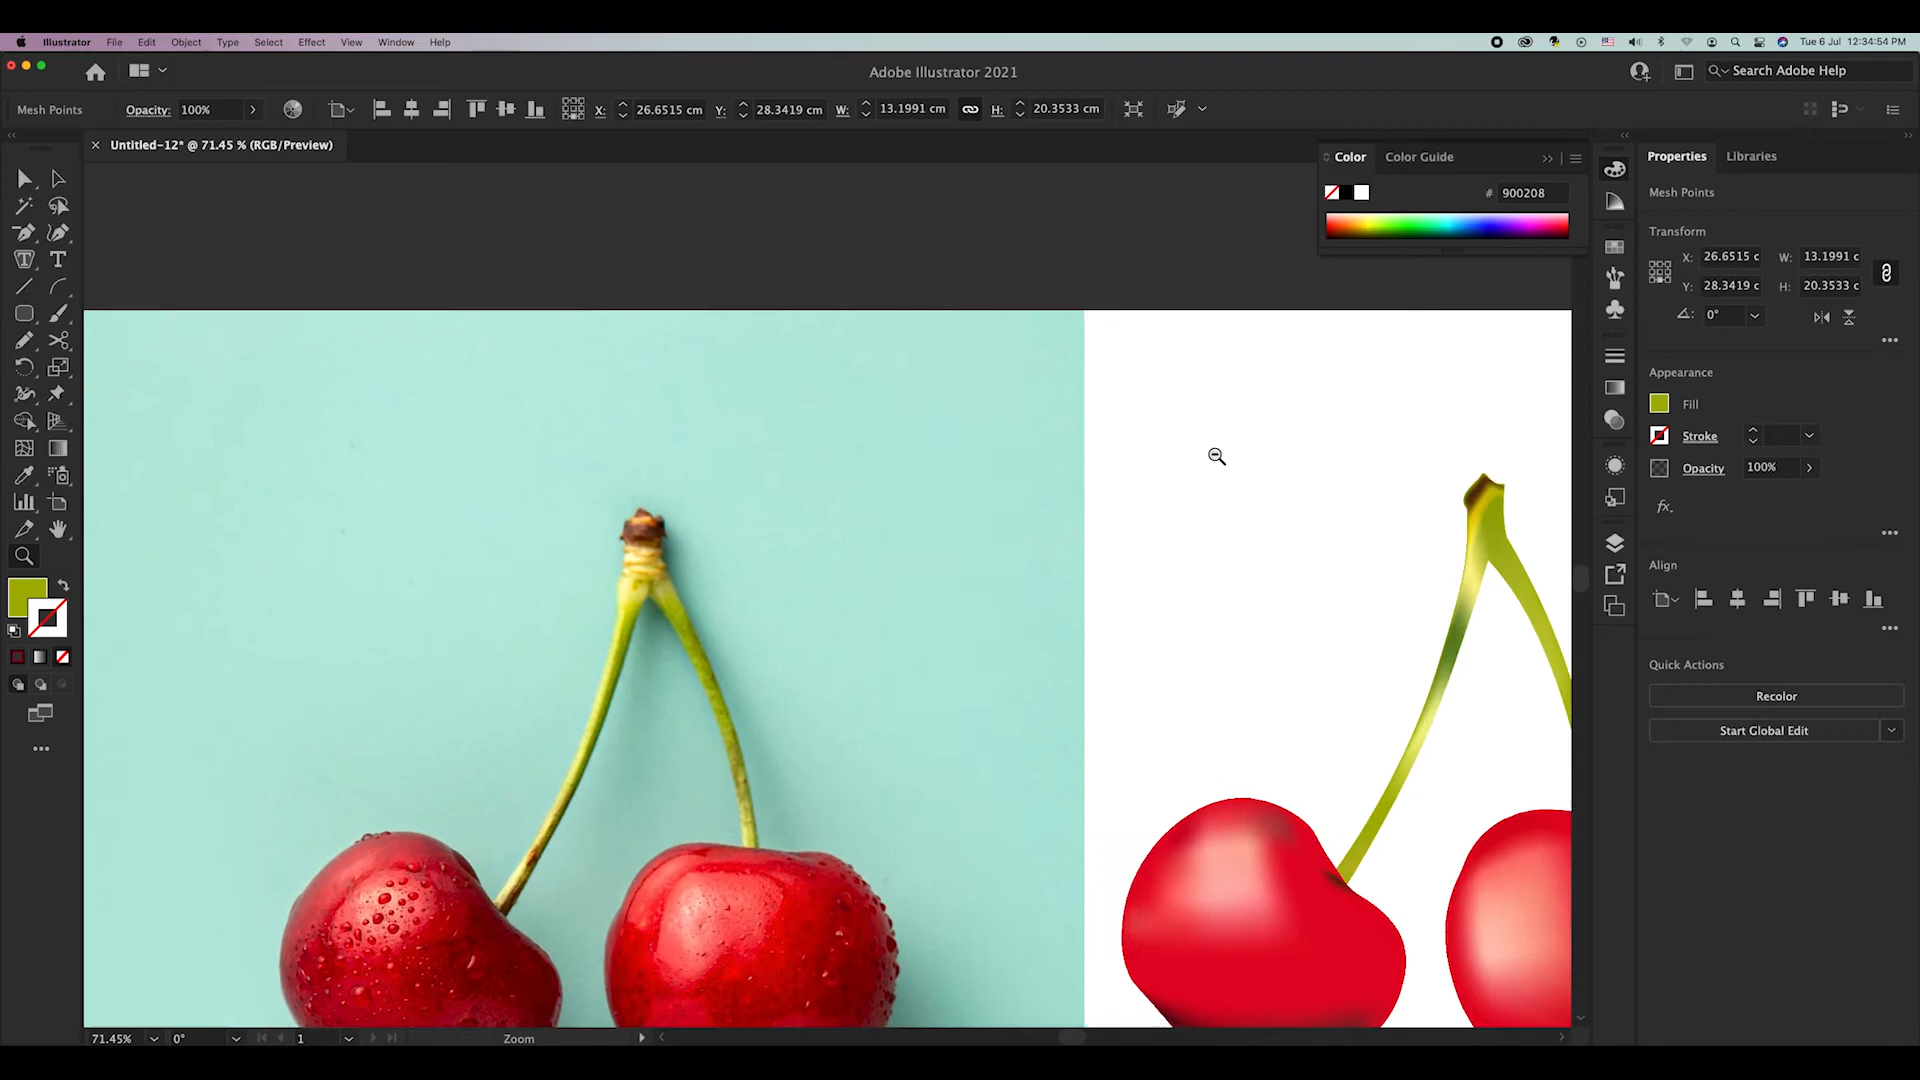 Illustrator File Edit Object Type Select Effect View Window Help
Tue 6 Jul 12:34:54 PM
Adobe Illustrator 2021
Search Adobe Help
Mesh Points
Opacity: 100%
X: 26.6515 cm
Y: 28.3419 cm
W: 13.1991 cm
H: 20.3533 cm
× Untitled-12* @ 71.45 % (RGB/Preview)
Color
Color Guide
# 900208
Properties
Libraries
Mesh Points
Transform
X: 26.6515 c
W: 13.1991 c
Y: 28.3419 c
H: 20.3533 c
0°
Appearance
Fill
Stroke
Opacity 100%
fx.
Align
Quick Actions
Recolor
Start Global Edit
71.45%
0°
1
Zoom